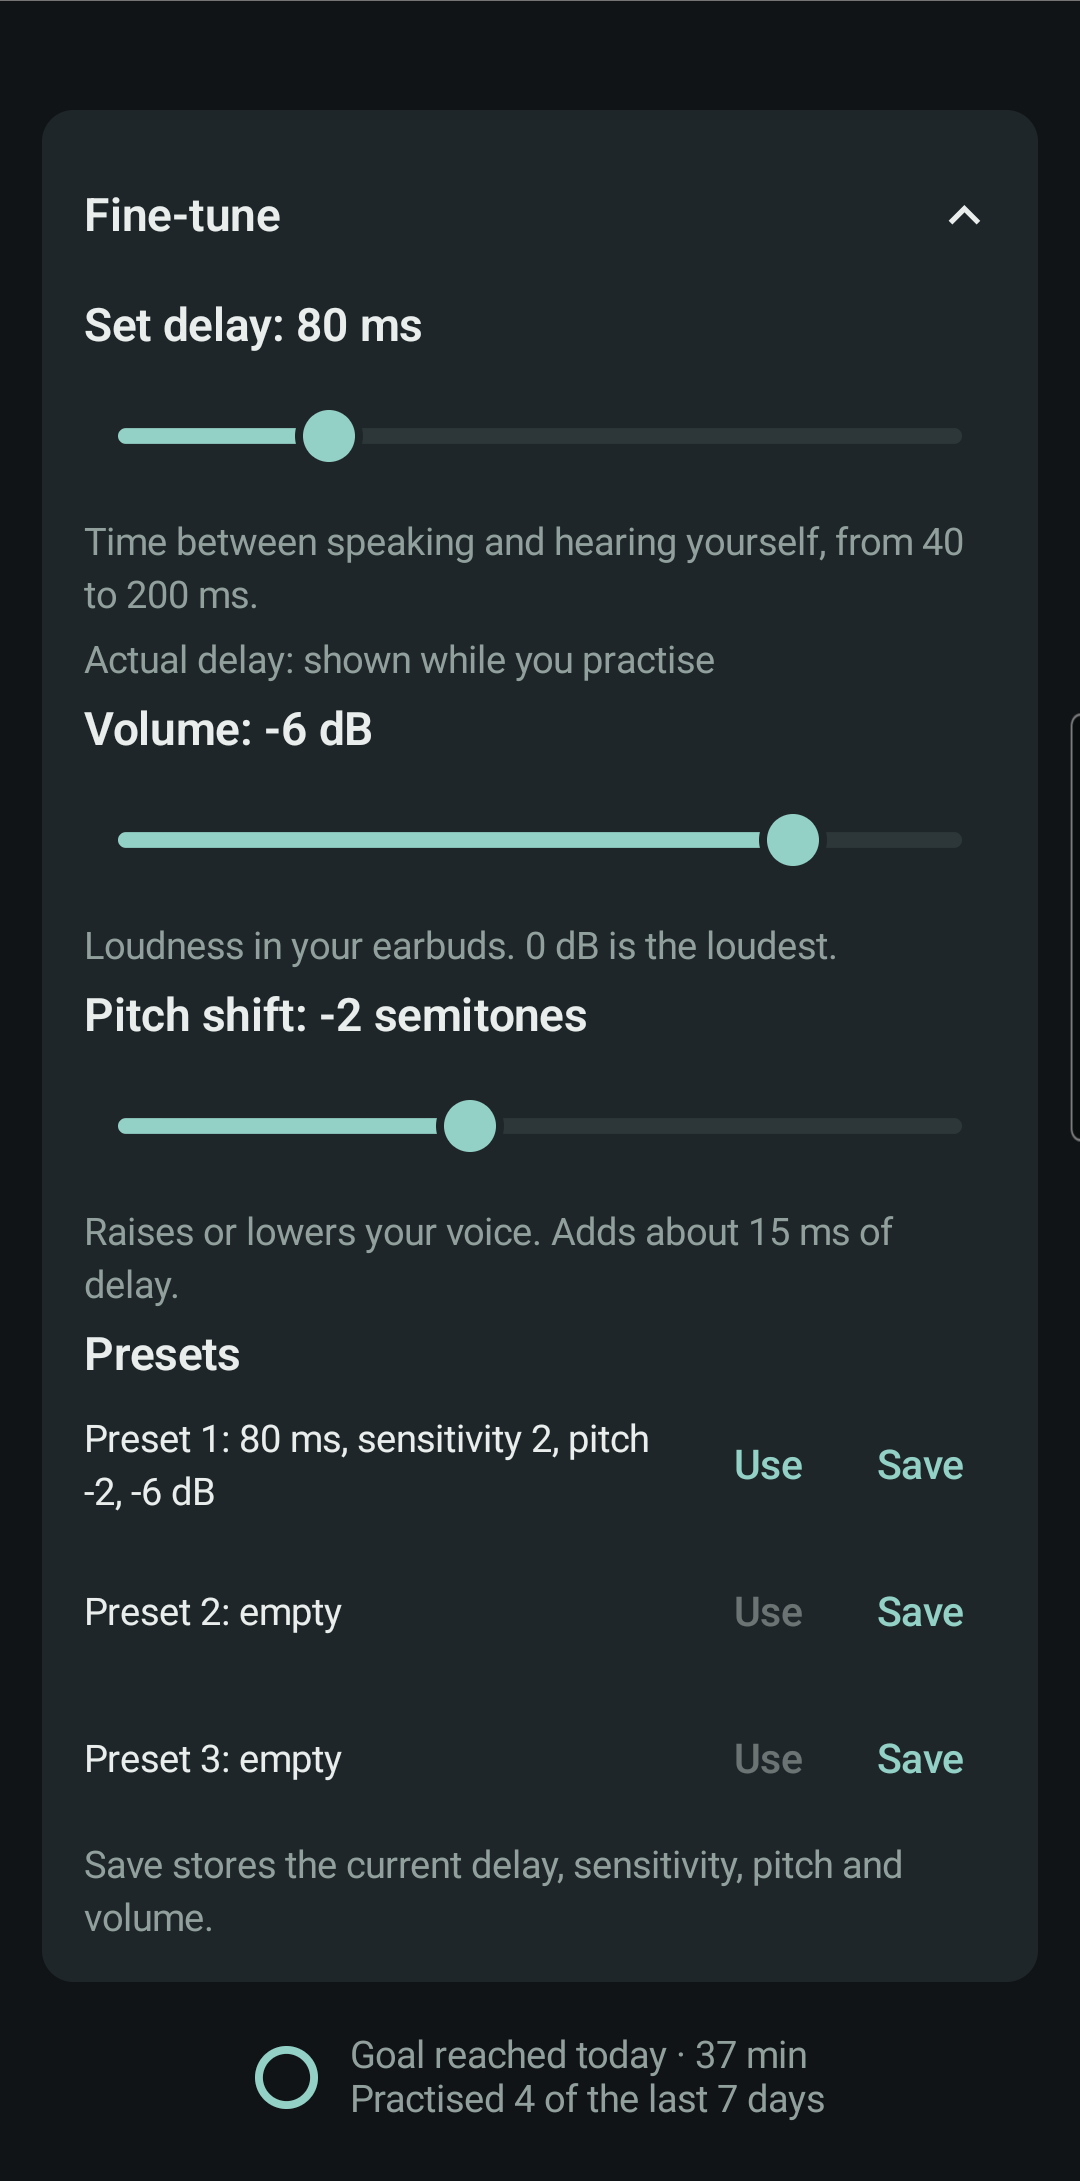 Fine-tune
Set delay: 80 ms
Time between speaking and hearing yourself, from 40
to 200 ms.
Actual delay: shown while you practise
Volume: -6 dB
Loudness in your earbuds. 0 dB is the loudest.
Pitch shift: -2 semitones
Raises or lowers your voice. Adds about 15 ms of
delay.
Presets
Preset 1: 80 ms, sensitivity 2, pitch
-2, -6 dB
Use
Save
Preset 2: empty
Use
Save
Preset 3: empty
Use
Save
Save stores the current delay, sensitivity, pitch and
volume.
Goal reached today · 37 min
Practised 4 of the last 7 days